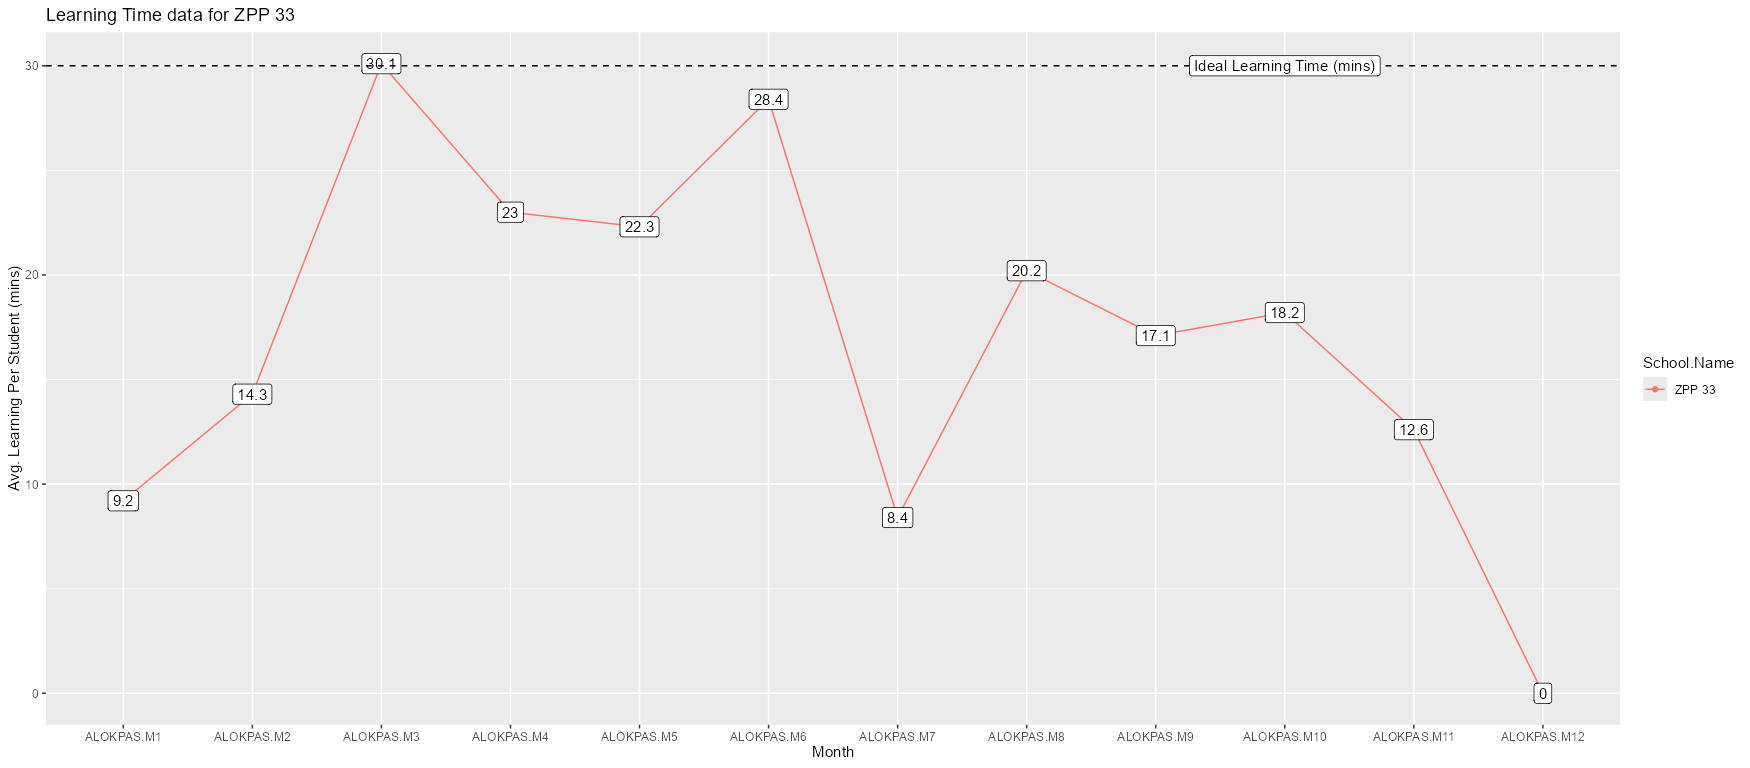 Learning Time data for ZPP 33
Avg. Learning Per Student (mins)
30
20
10
0
30.1
Ideal Learning Time (mins)
28.4
23
22.3
20.2
18.2
17.1
14.3
12.6
9.2
8.4
0
ALOKPAS.M1 ALOKPAS.M2 ALOKPAS.M3 ALOKPAS.M4 ALOKPAS.M5 ALOKPAS.M6 ALOKPAS.M7 ALOKPAS.M8 ALOKPAS.M9 ALOKPAS.M10 ALOKPAS.M11 ALOKPAS.M12
Month
School.Name
ZPP 33